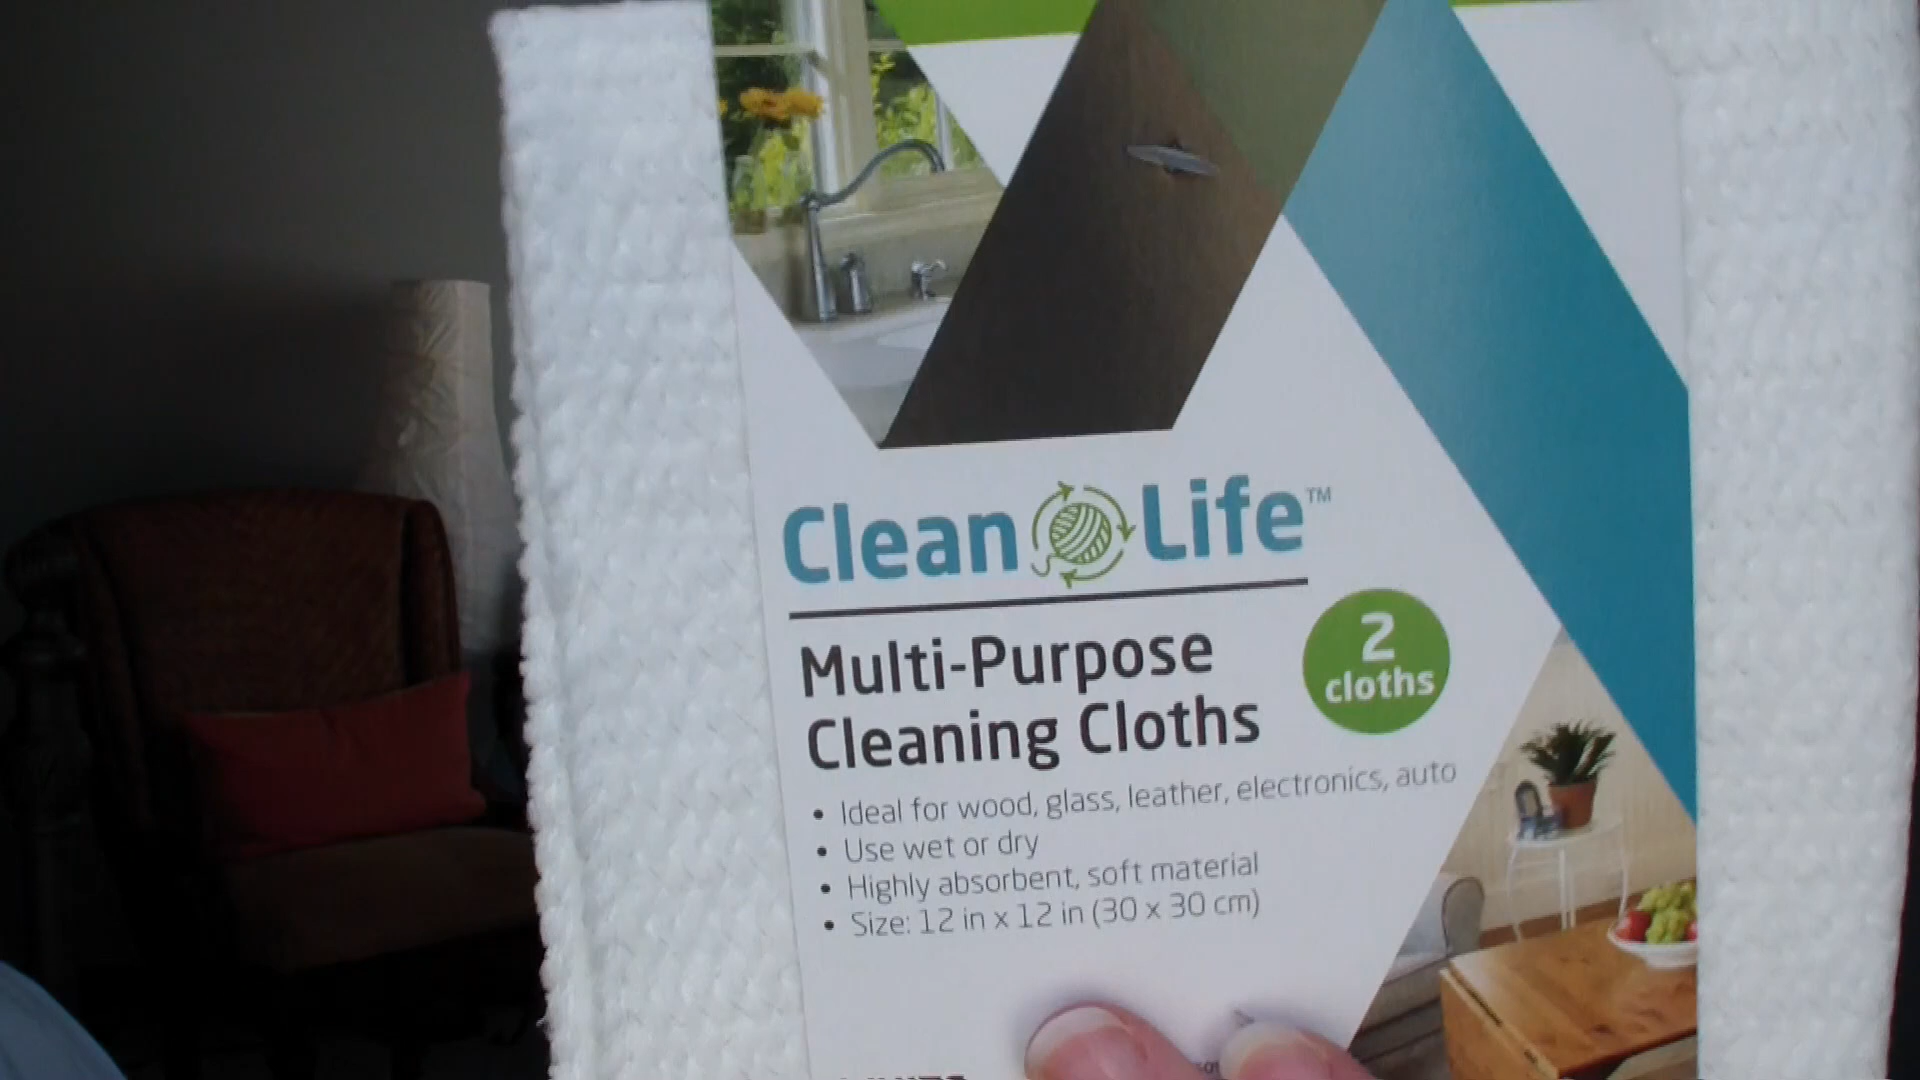 Clean Life™
Multi-Purpose
Cleaning Cloths
2
cloths
• Ideal for wood, glass, leather, electronics, auto
• Use wet or dry
• Highly absorbent, soft material
• Size: 12 in x 12 in (30 x 30 cm)